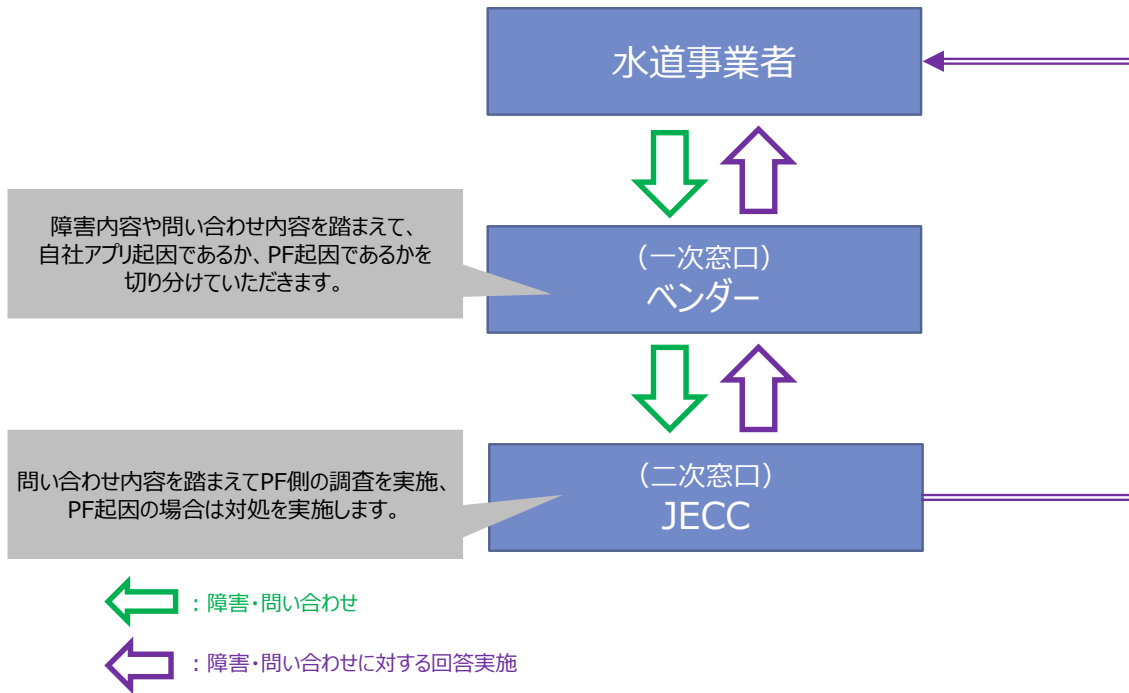 水道事業者
障害内容や問い合わせ内容を踏まえて、
自社アプリ起因であるか、PF起因であるかを
切り分けていただきます。
（一次窓口）
ベンダー
問い合わせ内容を踏まえてPF側の調査を実施、
PF起因の場合は対処を実施します。
（二次窓口）
JECC
：障害・問い合わせ
：障害・問い合わせに対する回答実施